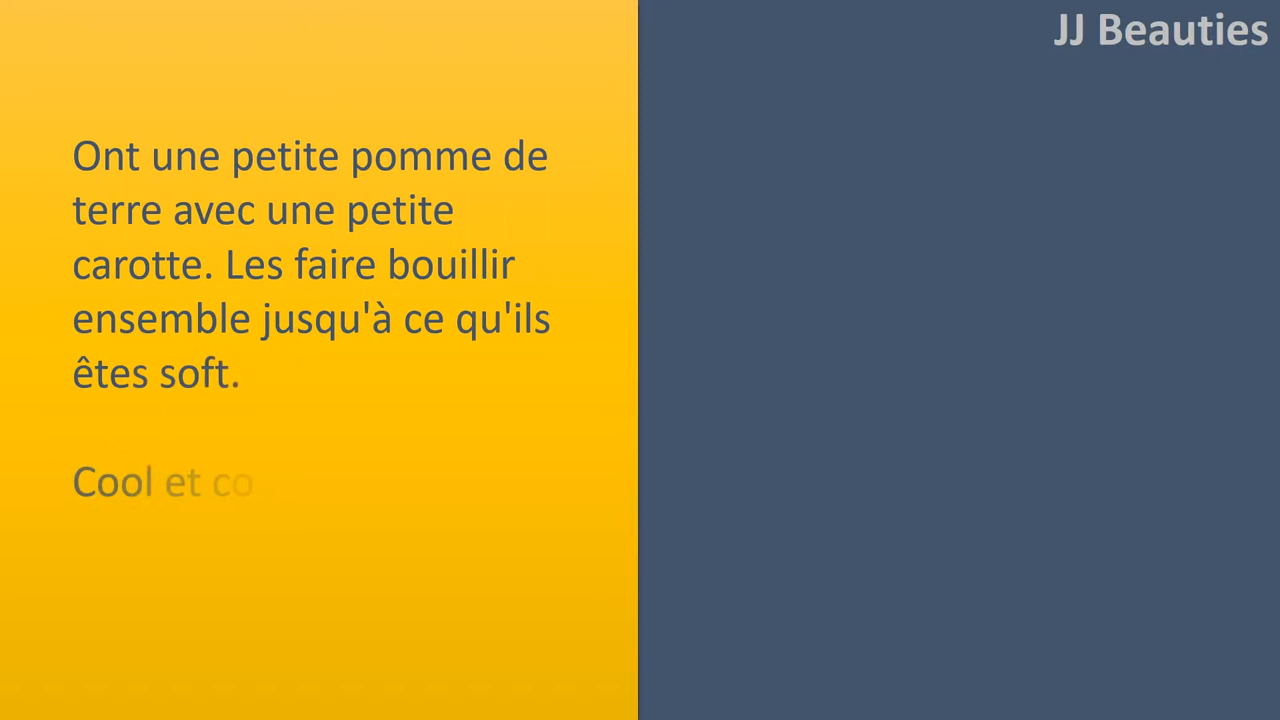 JJ Beauties
Ont une petite pomme de
terre avec une petite
carotte. Les faire bouillir
ensemble jusqu'à ce qu'ils
êtes soft.
Cool et